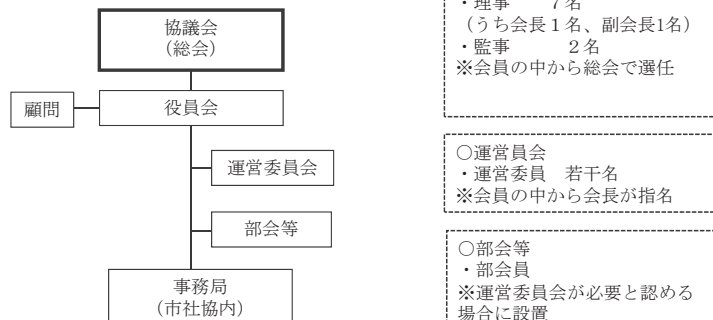 協議会
(総会)
顧問
役員会
運営委員会
部会等
事務局
(市社協内)
・理事　　7名
(うち会長１名、副会長1名)
・監事　　　２名
※会員の中から総会で選任
○運営員会
・運営委員　若干名
※会員の中から会長が指名
○部会等
・部会員
※運営委員会が必要と認める
場合に設置